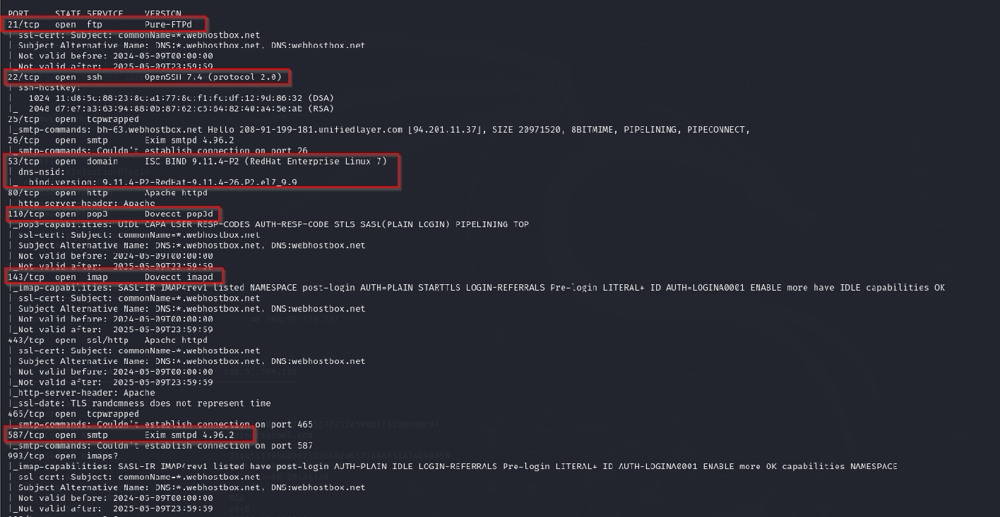 PORT STATE SERVICE VERSION
21/tcp open ftp Pure-FTPd
| ssl-cert: Subject: commonName=*.webhostbox.net
| Subject Alternative Name: DNS:*.webhostbox.net, DNS:webhostbox.net
| Not valid before: 2024-05-09T00:00:00
|_Not valid after: 2025-05-09T23:59:59
22/tcp open ssh OpenSSH 7.4 (protocol 2.0)
| ssh-hostkey:
| 1024 11:d8:5c:88:23:8c:a1:77:8c:f1:fc:df:12:9d:86:32 (DSA)
|_ 2048 d7:e7:a3:63:94:88:0b:87:62:c5:64:82:40:a4:5e:ab (RSA)
25/tcp open tcpwrapped
|_smtp-commands: bh-63.webhostbox.net Hello 208-91-199-181.unifiedlayer.com [94.201.11.37], SIZE 20971520, 8BITMIME, PIPELINING, PIPECONNECT,
26/tcp open smtp Exim smtpd 4.96.2
|_smtp-commands: Couldn't establish connection on port 26
53/tcp open domain ISC BIND 9.11.4-P2 (RedHat Enterprise Linux 7)
| dns-nsid:
|_ bind.version: 9.11.4-P2-RedHat-9.11.4-26.P2.el7_9.9
80/tcp open http Apache httpd
|_http-server-header: Apache
110/tcp open pop3 Dovecot pop3d
|_pop3-capabilities: UIDL CAPA USER RESP-CODES AUTH-RESP-CODE STLS SASL(PLAIN LOGIN) PIPELINING TOP
| ssl-cert: Subject: commonName=*.webhostbox.net
| Subject Alternative Name: DNS:*.webhostbox.net, DNS:webhostbox.net
| Not valid before: 2024-05-09T00:00:00
|_Not valid after: 2025-05-09T23:59:59
143/tcp open imap Dovecot imapd
|_imap-capabilities: SASL-IR IMAP4rev1 listed NAMESPACE post-login AUTH=PLAIN STARTTLS LOGIN-REFERRALS Pre-login LITERAL+ ID AUTH=LOGINA0001 ENABLE more have IDLE capabilities OK
| ssl-cert: Subject: commonName=*.webhostbox.net
| Subject Alternative Name: DNS:*.webhostbox.net, DNS:webhostbox.net
| Not valid before: 2024-05-09T00:00:00
|_Not valid after: 2025-05-09T23:59:59
443/tcp open ssl/http Apache httpd
| ssl-cert: Subject: commonName=*.webhostbox.net
| Subject Alternative Name: DNS:*.webhostbox.net, DNS:webhostbox.net
| Not valid before: 2024-05-09T00:00:00
|_Not valid after: 2025-05-09T23:59:59
|_http-server-header: Apache
|_ssl-date: TLS randomness does not represent time
465/tcp open tcpwrapped
|_smtp-commands: Couldn't establish connection on port 465
587/tcp open smtp Exim smtpd 4.96.2
|_smtp-commands: Couldn't establish connection on port 587
993/tcp open imaps?
|_imap-capabilities: SASL-IR IMAP4rev1 listed have post-login AUTH=PLAIN IDLE LOGIN-REFERRALS Pre-login LITERAL+ ID AUTH=LOGINA0001 ENABLE more OK capabilities NAMESPACE
| ssl-cert: Subject: commonName=*.webhostbox.net
| Subject Alternative Name: DNS:*.webhostbox.net, DNS:webhostbox.net
| Not valid before: 2024-05-09T00:00:00
|_Not valid after: 2025-05-09T23:59:59